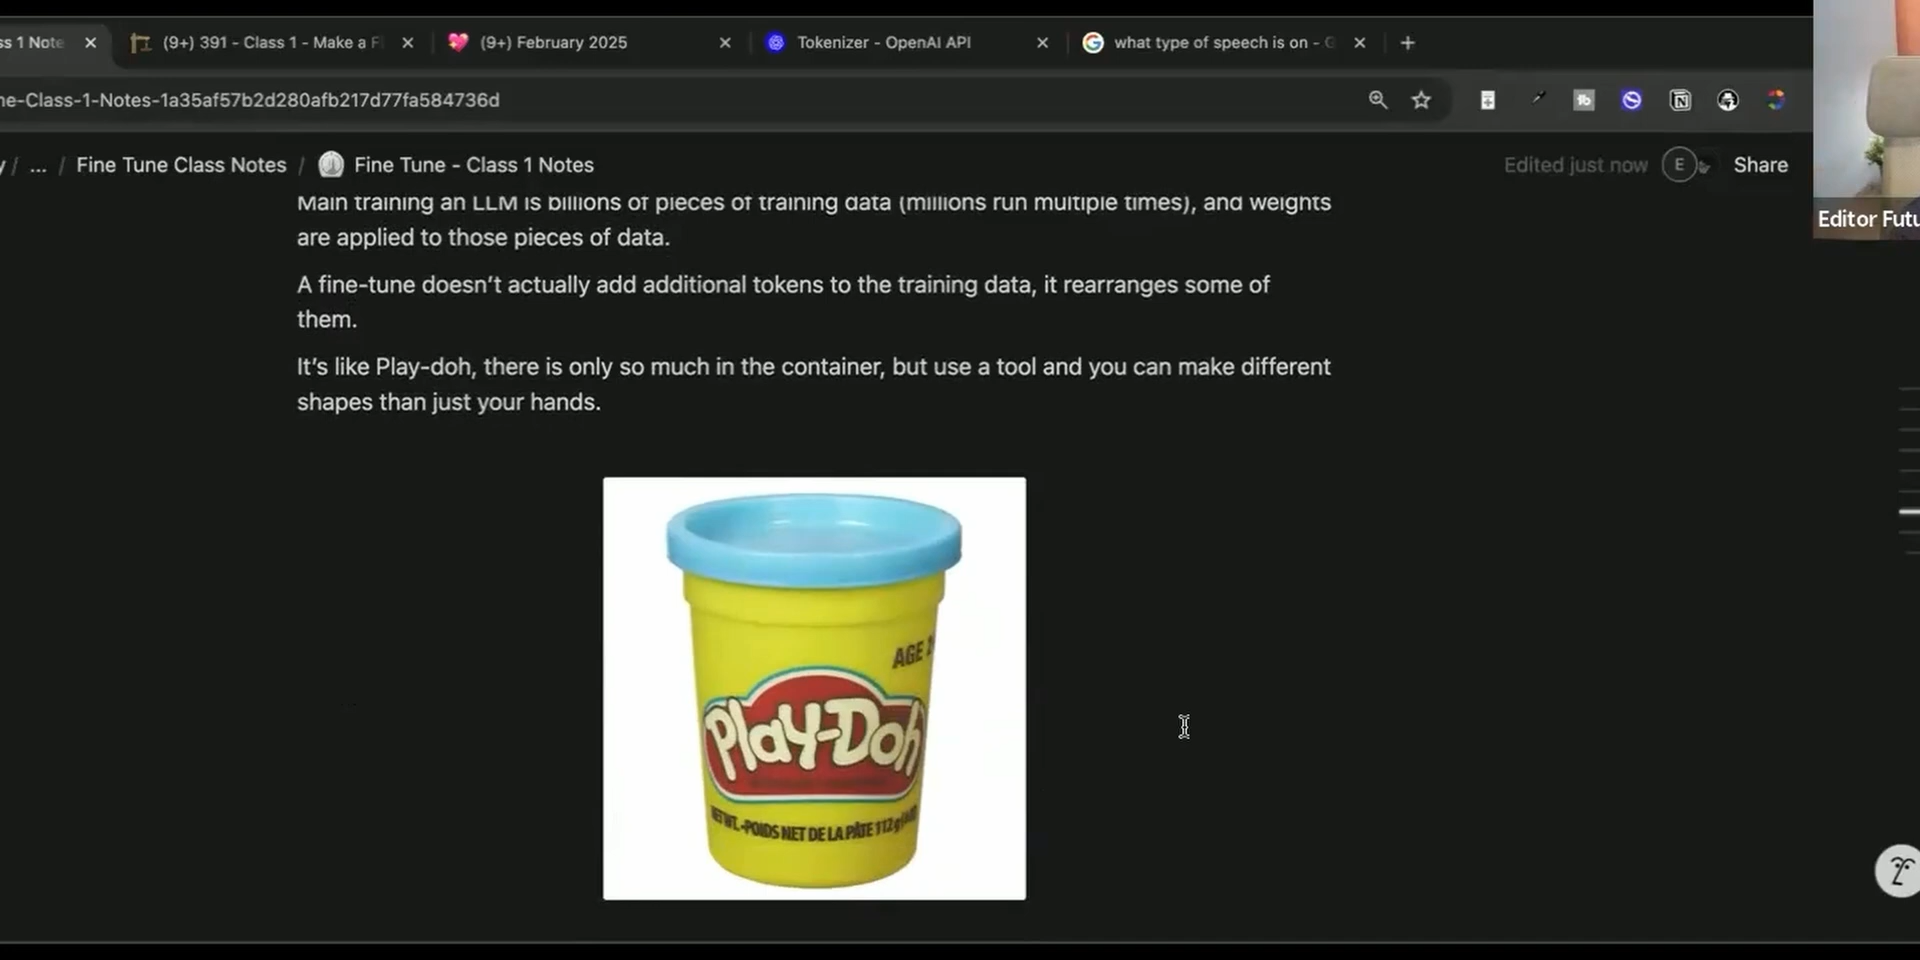 ss 1 Note
(9+) 391 - Class 1 - Make a F
(9+) February 2025
Tokenizer - OpenAI API
what type of speech is on - G
ne-Class-1-Notes-1a35af57b2d280afb217d77fa584736d
y / ... / Fine Tune Class Notes / Fine Tune - Class 1 Notes
Edited just now
E
Share
Editor Futu
Main training an LLM is billions of pieces of training data (millions run multiple times), and weights
are applied to those pieces of data.
A fine-tune doesn't actually add additional tokens to the training data, it rearranges some of
them.
It's like Play-doh, there is only so much in the container, but use a tool and you can make different
shapes than just your hands.
AGE 2
Play-Doh
NET WT.-POIDS NET DE LA PÂTE 112g